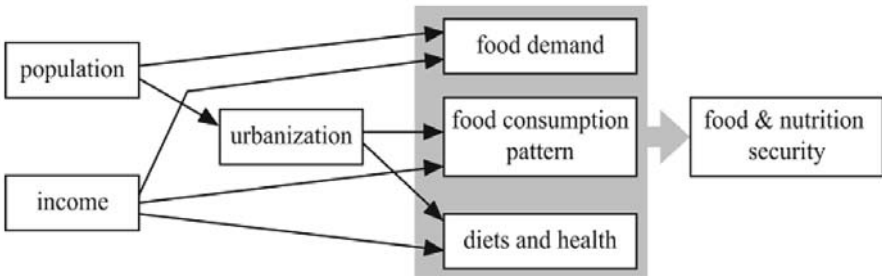 population
income
urbanization
food demand
food consumption
pattern
diets and health
food & nutrition
security